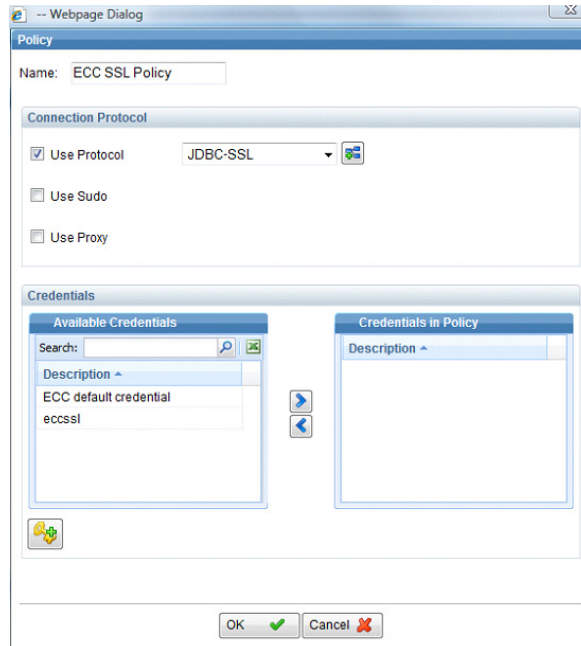 -- Webpage Dialog
Policy
Name: ECC SSL Policy
Connection Protocol
Use Protocol JDBC-SSL
Use Sudo
Use Proxy
Credentials
Available Credentials
Search:
Description
ECC default credential
eccssl
Credentials in Policy
Description
OK Cancel